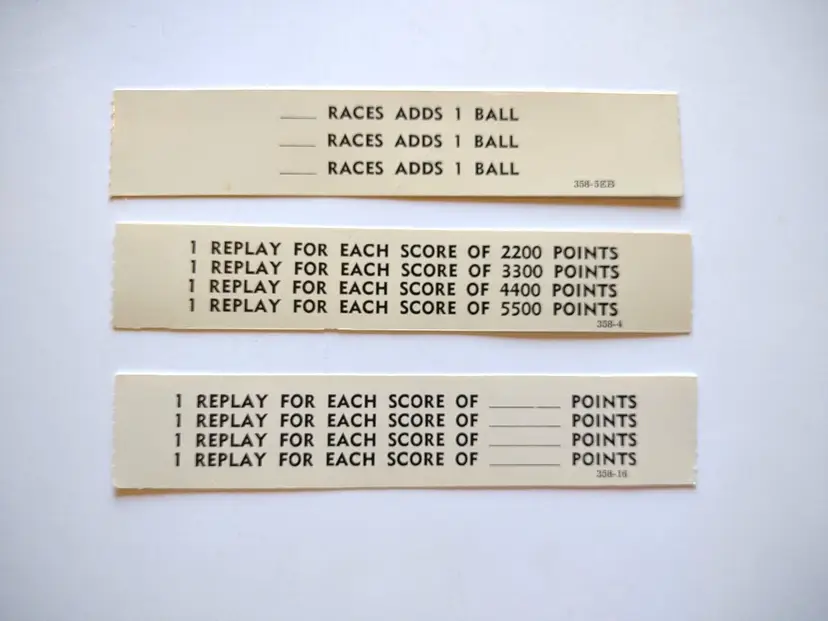 ___ RACES ADDS 1 BALL
___ RACES ADDS 1 BALL
___ RACES ADDS 1 BALL
358-5EB
1 REPLAY FOR EACH SCORE OF 2200 POINTS
1 REPLAY FOR EACH SCORE OF 3300 POINTS
1 REPLAY FOR EACH SCORE OF 4400 POINTS
1 REPLAY FOR EACH SCORE OF 5500 POINTS
358-4
1 REPLAY FOR EACH SCORE OF ______ POINTS
1 REPLAY FOR EACH SCORE OF ______ POINTS
1 REPLAY FOR EACH SCORE OF ______ POINTS
1 REPLAY FOR EACH SCORE OF ______ POINTS
358-16